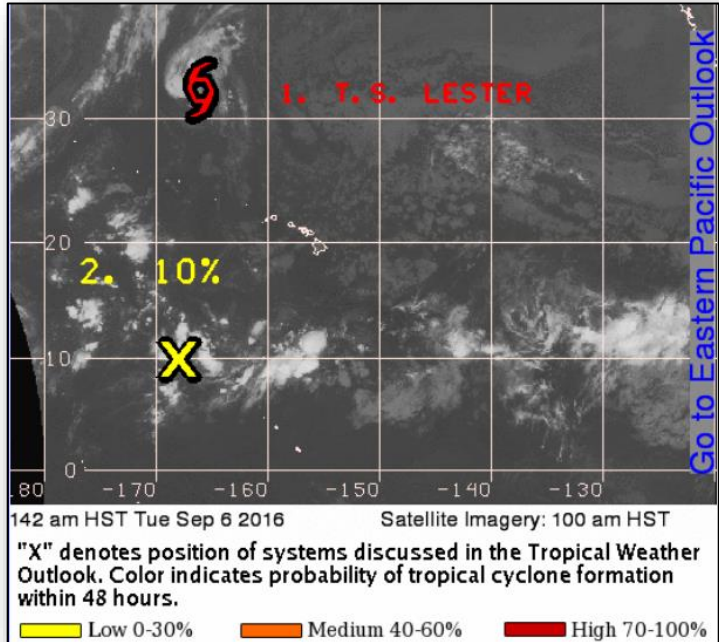 1. T.S. LESTER
30
20
2. 10%
10
0
180 -170 -160 -150 -140 -130
Go to Eastern Pacific Outlook
142 am HST Tue Sep 6 2016 Satellite Imagery: 100 am HST
"X" denotes position of systems discussed in the Tropical Weather
Outlook. Color indicates probability of tropical cyclone formation
within 48 hours.
Low 0-30% Medium 40-60% High 70-100%